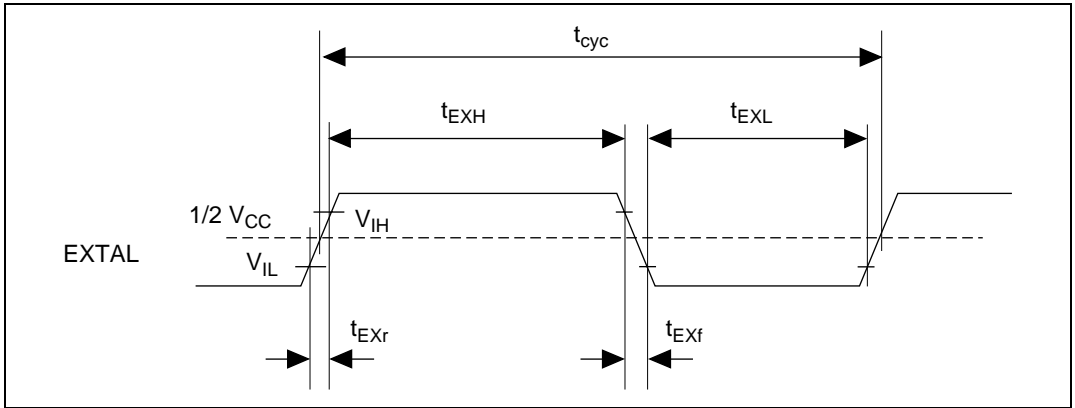 tcyc
tEXH
tEXL
1/2 VCC
VIH
EXTAL
VIL
tEXr
tEXf